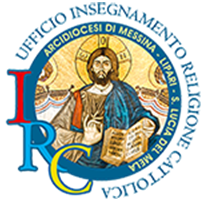 UFFICIO INSEGNAMENTO RELIGIONE CATTOLICA
ARCIDIOCESI DI MESSINA - LIPARI - S. LUCIA DEL MELA
IRC